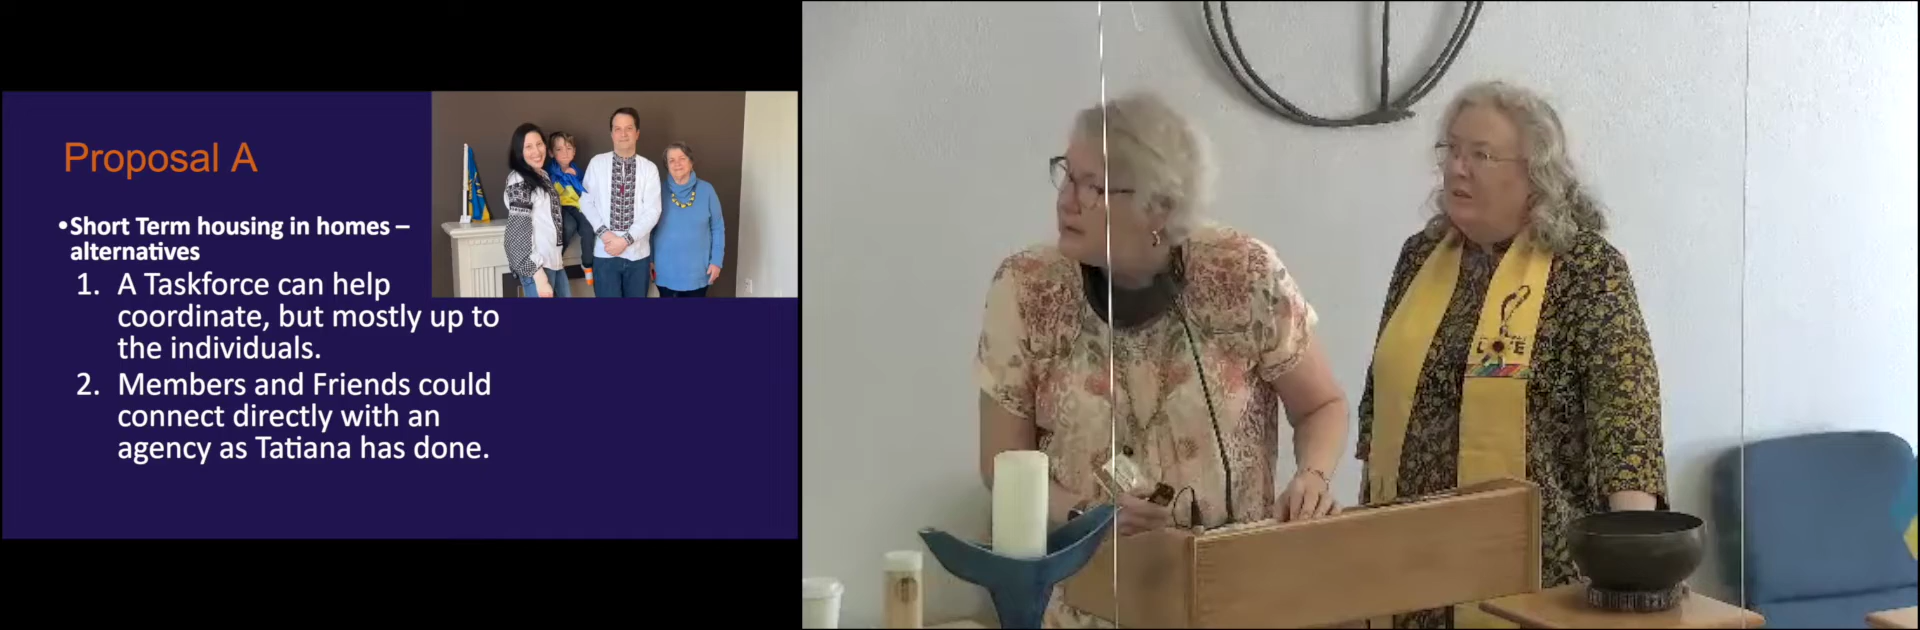 Proposal A
•Short Term housing in homes –
alternatives
1. A Taskforce can help
coordinate, but mostly up to
the individuals.
2. Members and Friends could
connect directly with an
agency as Tatiana has done.